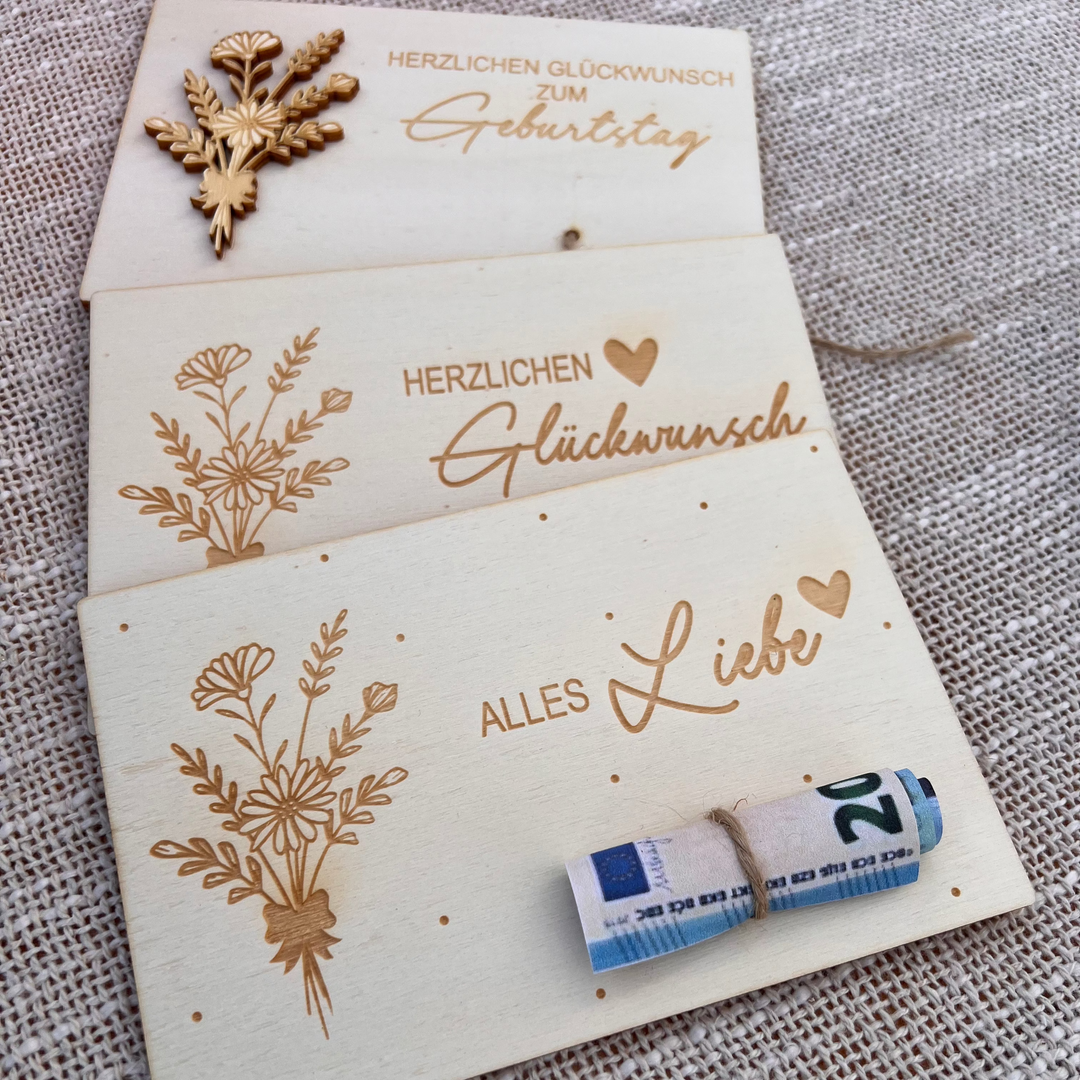 HERZLICHEN GLÜCKWUNSCH
ZUM
Geburtstag
HERZLICHEN
Glückwunsch
ALLES Liebe
20